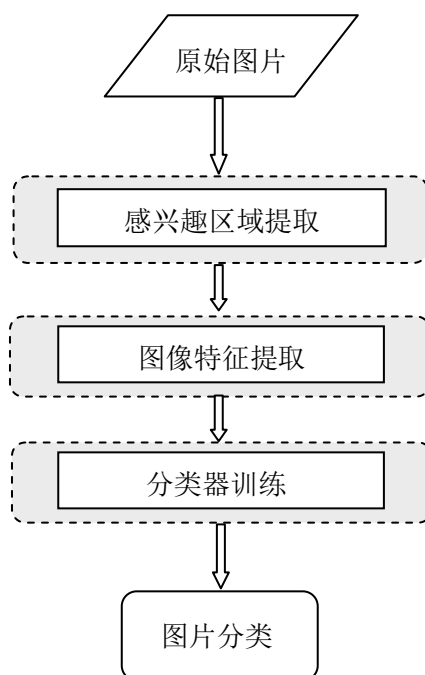 原始图片
感兴趣区域提取
图像特征提取
分类器训练
图片分类